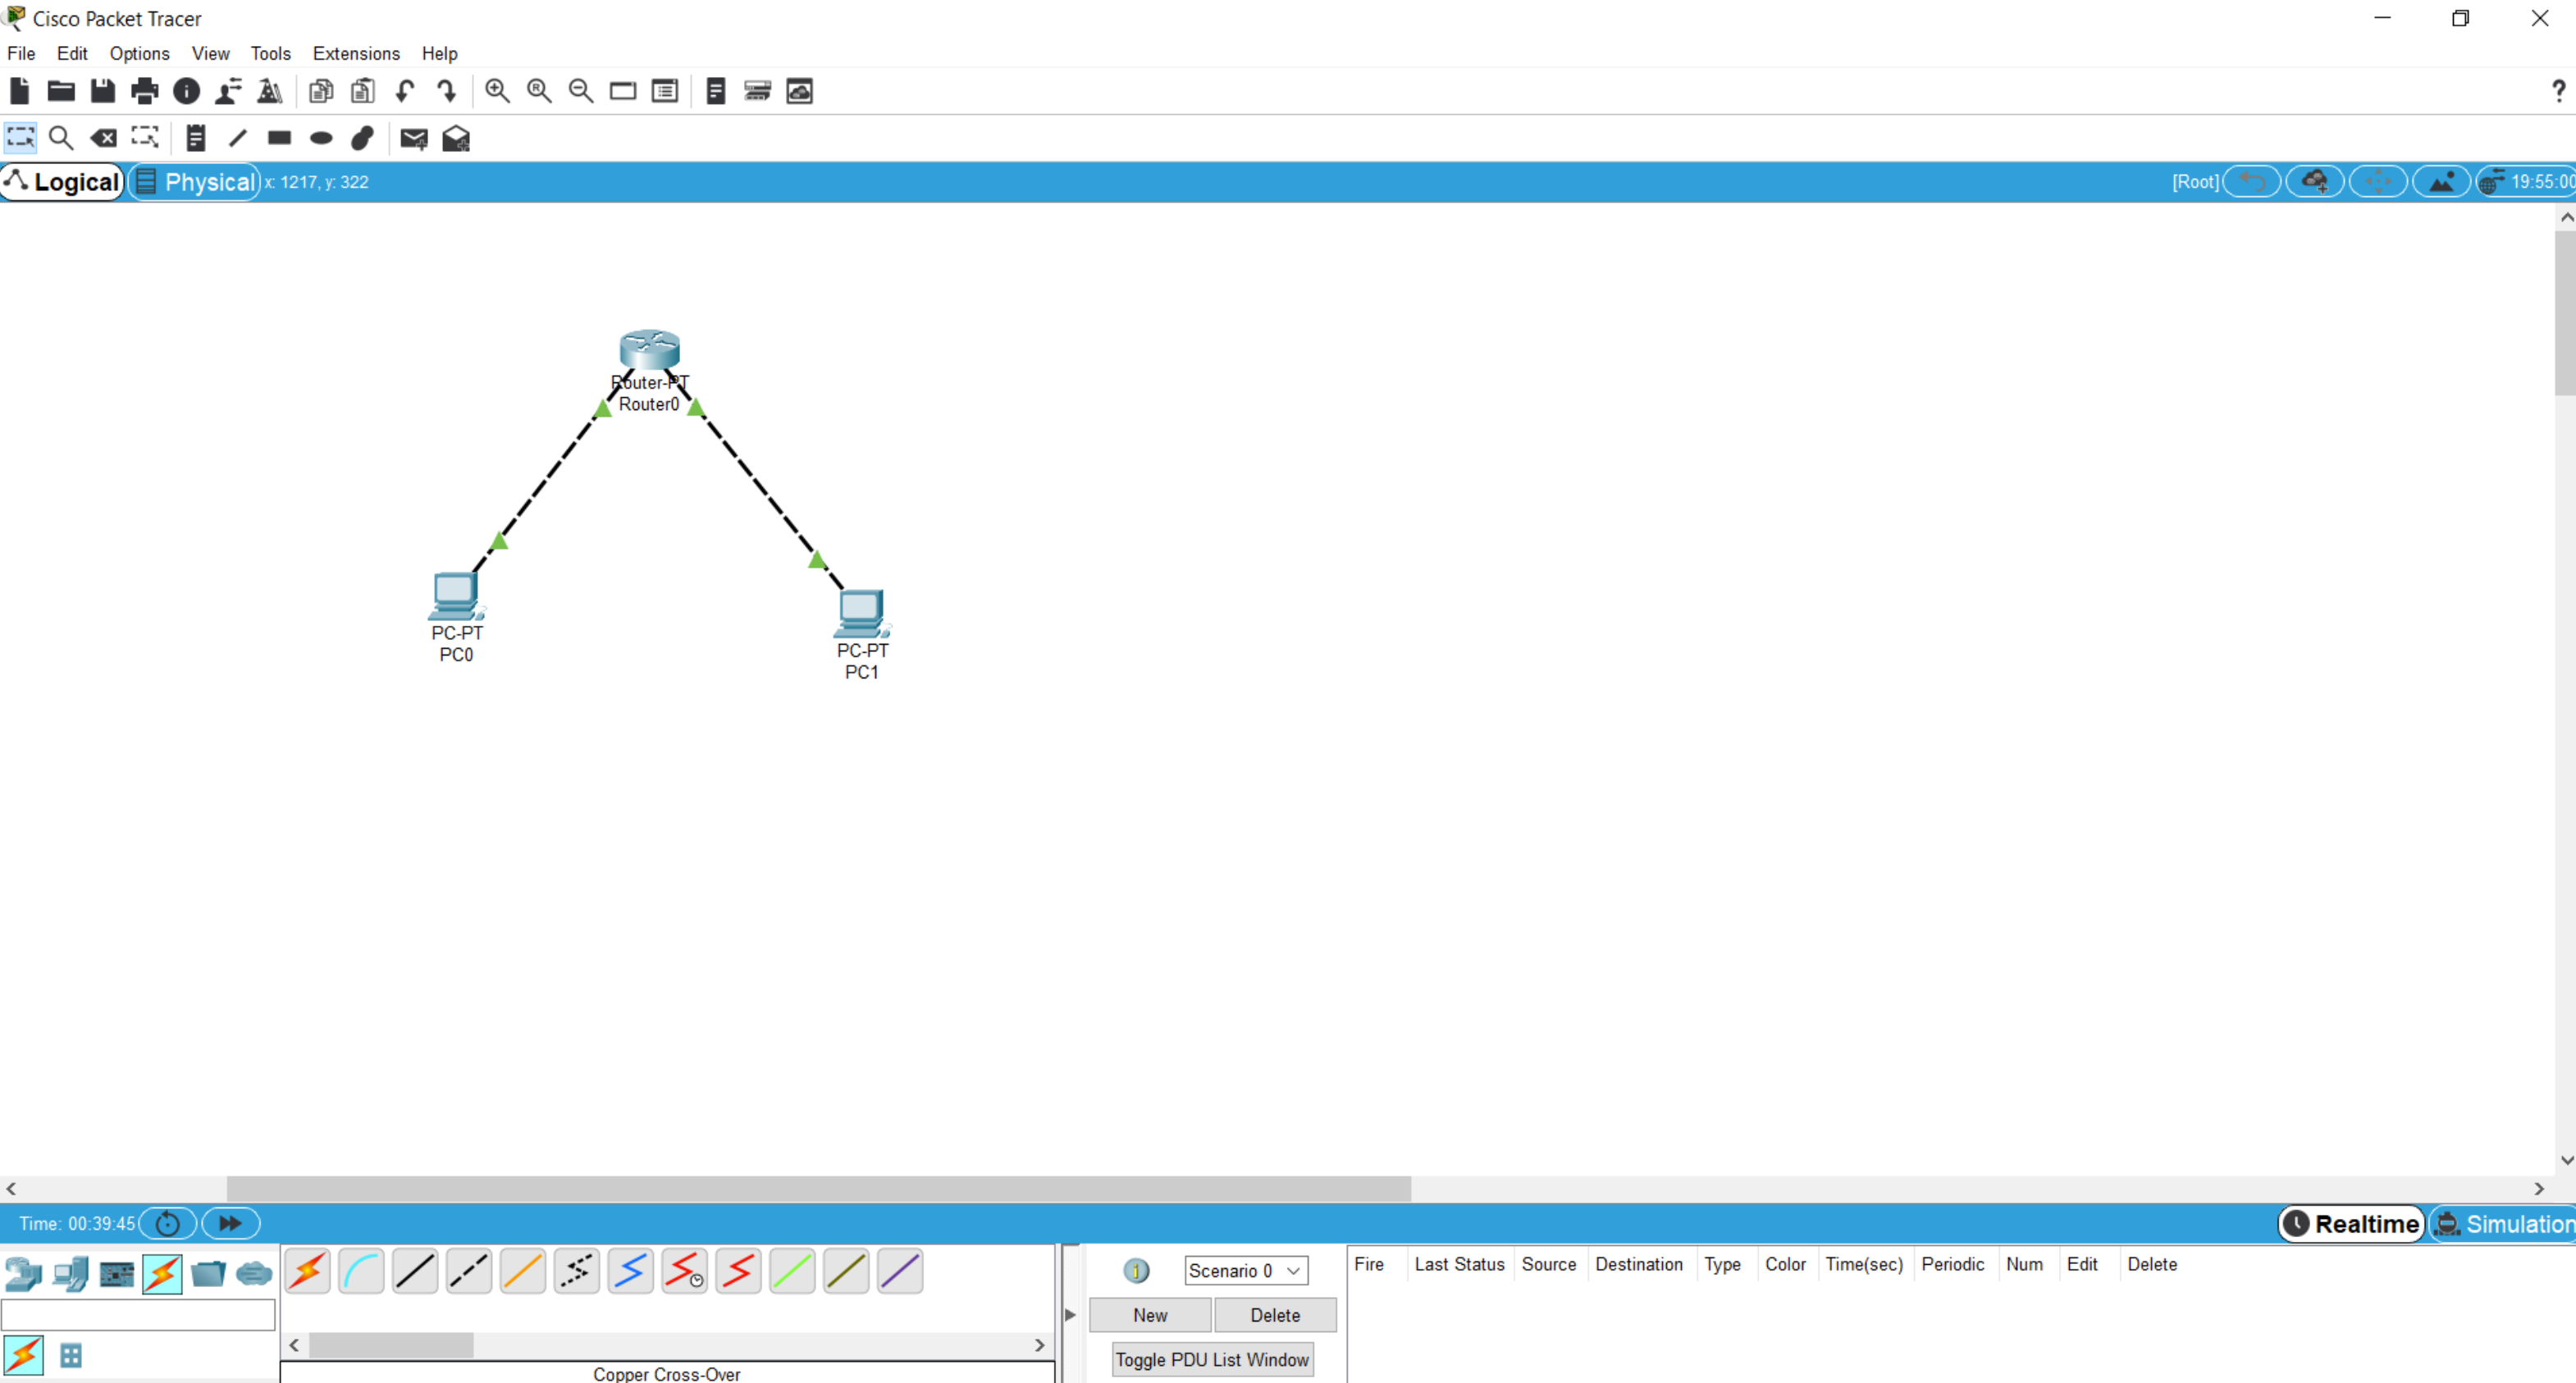 Cisco Packet Tracer
File Edit Options View Tools Extensions Help
?
Logical Physical x: 1217, y: 322 [Root] 19:55:00
Router-PT
Router0
PC-PT
PC0
PC-PT
PC1
Time: 00:39:45 Realtime Simulation
Scenario 0 Fire Last Status Source Destination Type Color Time(sec) Periodic Num Edit Delete
New Delete
Toggle PDU List Window
Copper Cross-Over